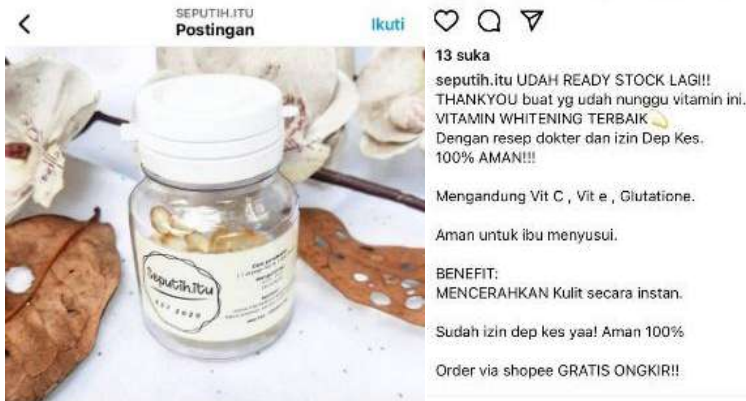 SEPUTIH.ITU
Postingan
Ikuti
Seputih.Itu
EST 2020
13 suka
seputih.itu UDAH READY STOCK LAGI!!
THANKYOU buat yg udah nunggu vitamin ini.
VITAMIN WHITENING TERBAIK
Dengan resep dokter dan izin Dep Kes.
100% AMAN!!!
Mengandung Vit C , Vit e , Glutatione.
Aman untuk ibu menyusui.
BENEFIT:
MENCERAHKAN Kulit secara instan.
Sudah izin dep kes yaa! Aman 100%
Order via shopee GRATIS ONGKIR!!